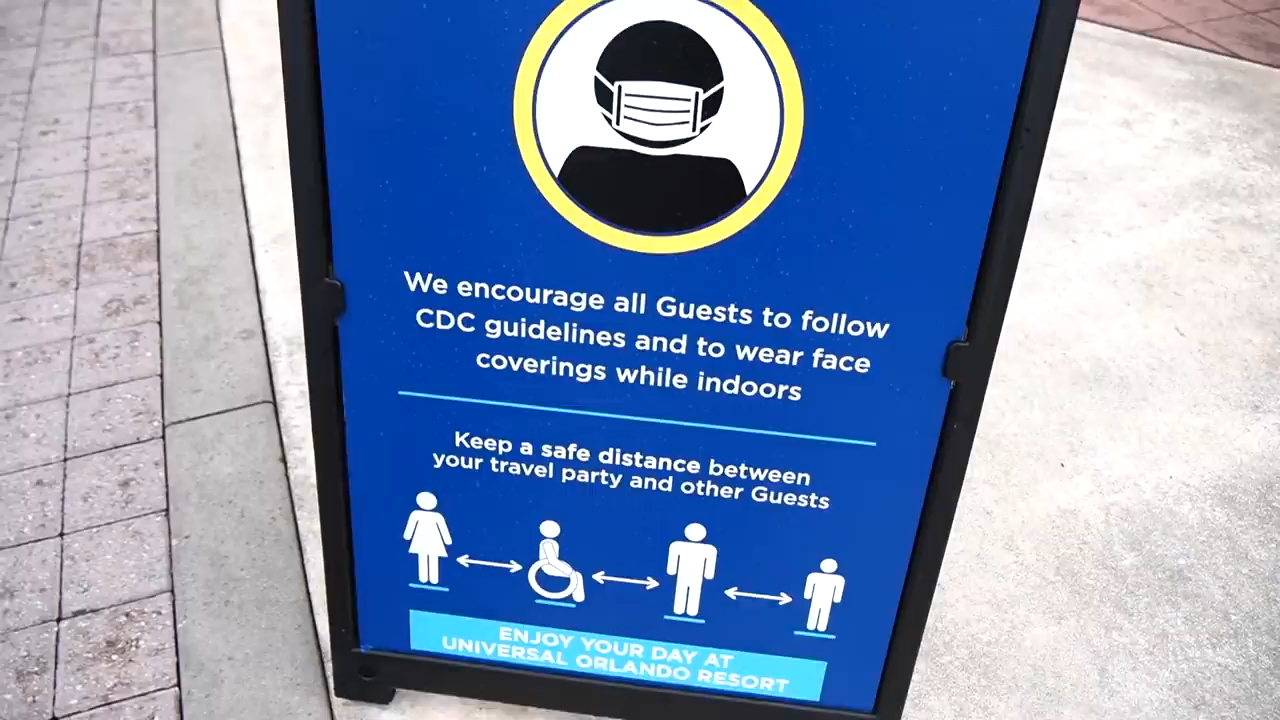 We encourage all Guests to follow
CDC guidelines and to wear face
coverings while indoors
Keep a safe distance between
your travel party and other Guests
ENJOY YOUR DAY AT
UNIVERSAL ORLANDO RESORT